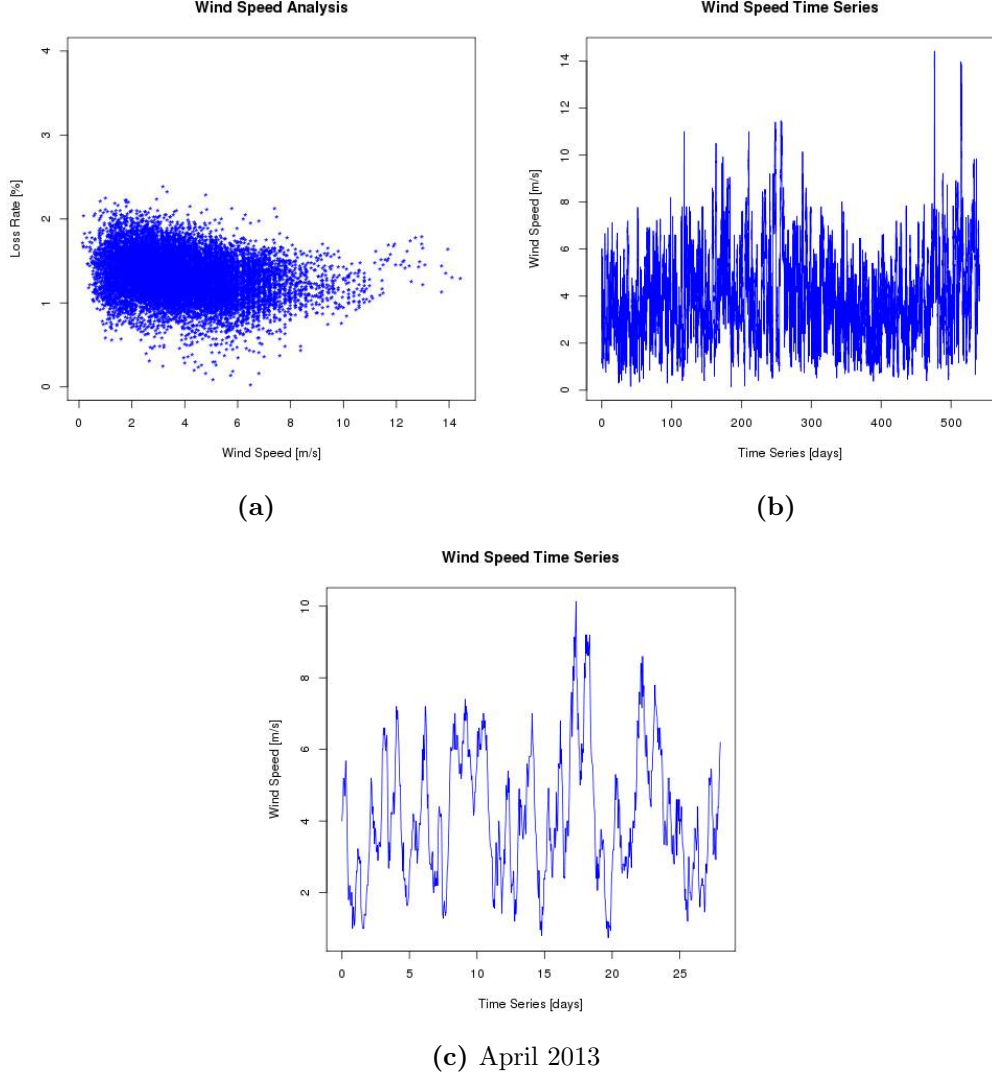 Wind Speed Analysis
Loss Rate [%]
4
3
2
1
0
0 2 4 6 8 10 12 14
Wind Speed [m/s]
(a)
Wind Speed Time Series
Wind Speed [m/s]
14
12
10
8
6
4
2
0
0 100 200 300 400 500
Time Series [days]
(b)
Wind Speed Time Series
Wind Speed [m/s]
10
8
6
4
2
0 5 10 15 20 25
Time Series [days]
(c) April 2013